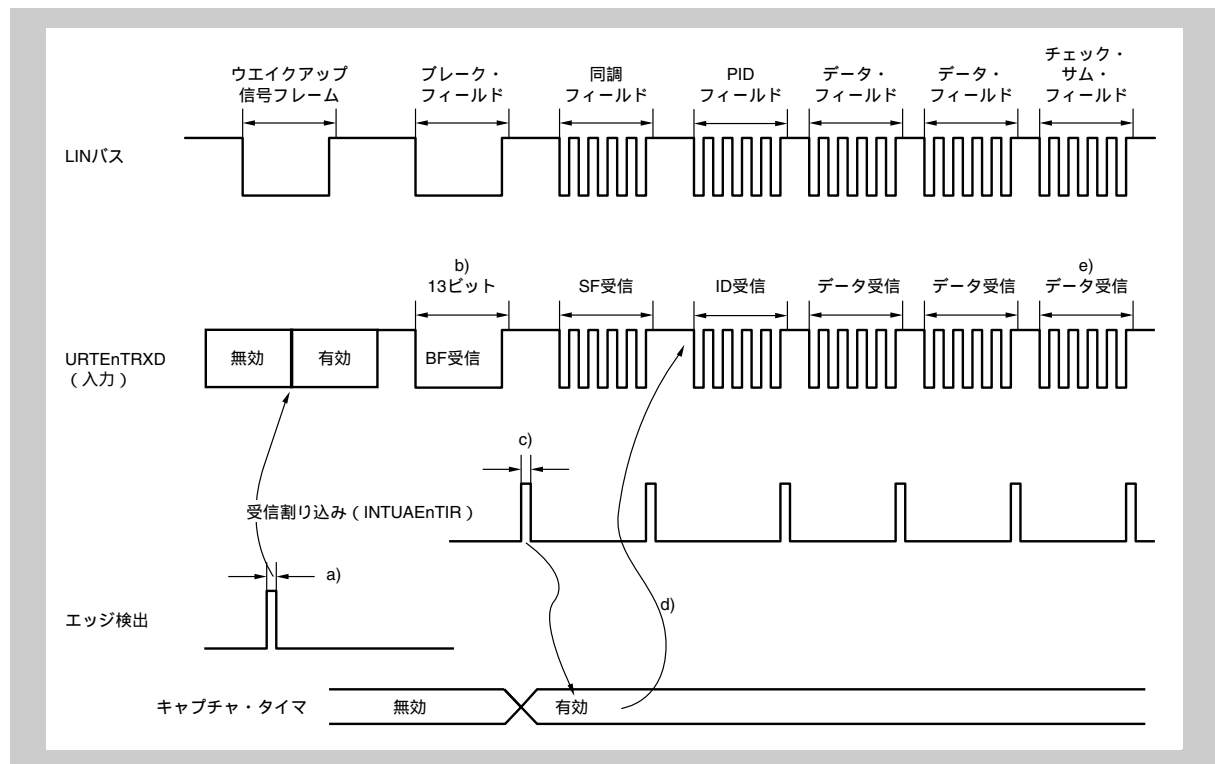 ウエイクアップ
信号フレーム
ブレーク・
フィールド
同調
フィールド
PID
フィールド
データ・
フィールド
データ・
フィールド
チェック・
サム・
フィールド
LINバス
b)
13ビット
SF受信
ID受信
データ受信
データ受信
e)
データ受信
URTEnTRXD
（入力）
無効
有効
BF受信
c)
受信割り込み（INTUAEnTIR）
a)
d)
エッジ検出
キャプチャ・タイマ
無効
有効